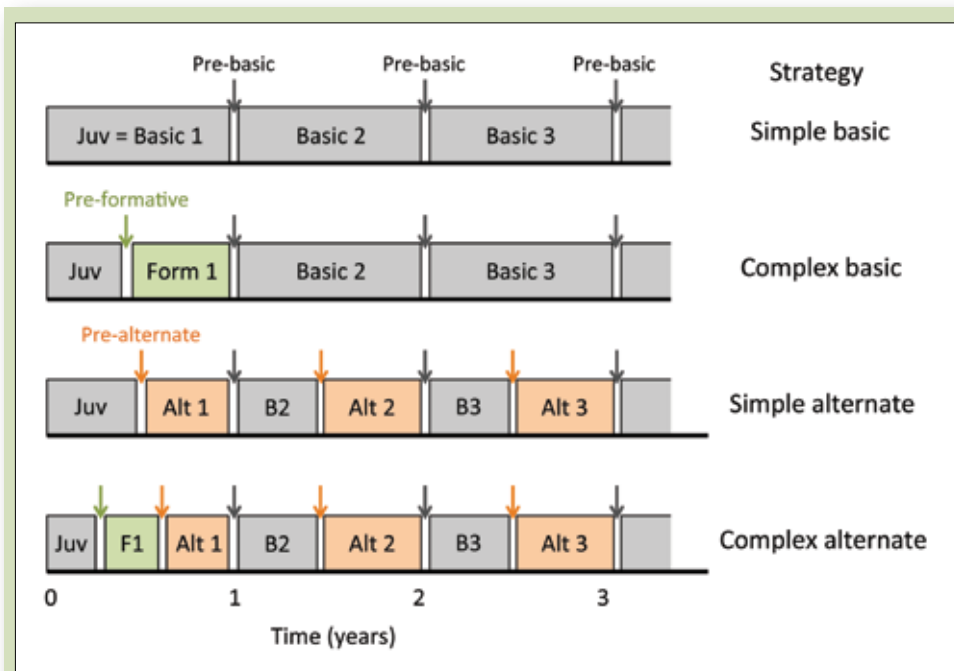 Pre-basic Pre-basic Pre-basic
Strategy
Juv = Basic 1 Basic 2 Basic 3 Simple basic
Pre-formative
Juv Form 1 Basic 2 Basic 3 Complex basic
Pre-alternate
Juv Alt 1 B2 Alt 2 B3 Alt 3 Simple alternate
Juv F1 Alt 1 B2 Alt 2 B3 Alt 3 Complex alternate
0 1 2 3
Time (years)